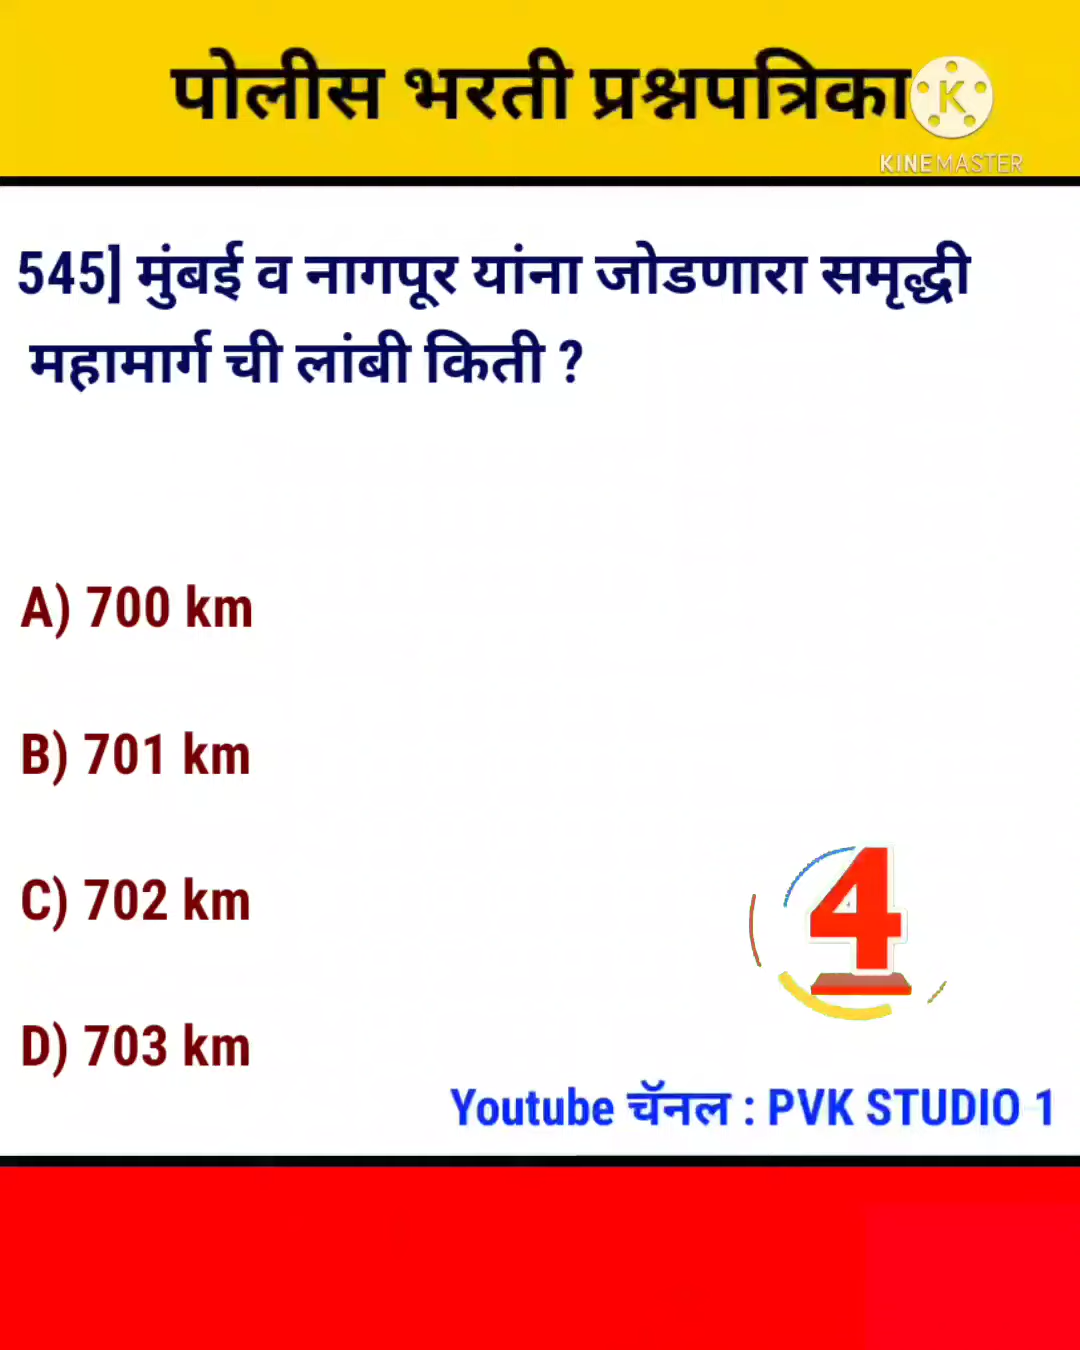 पोलीस भरती प्रश्नपत्रिका
K
KINEMASTER
545] मुंबई व नागपूर यांना जोडणारा समृद्धी
महामार्ग ची लांबी किती ?
A) 700 km
B) 701 km
C) 702 km
4
D) 703 km
Youtube चॅनल : PVK STUDIO 1